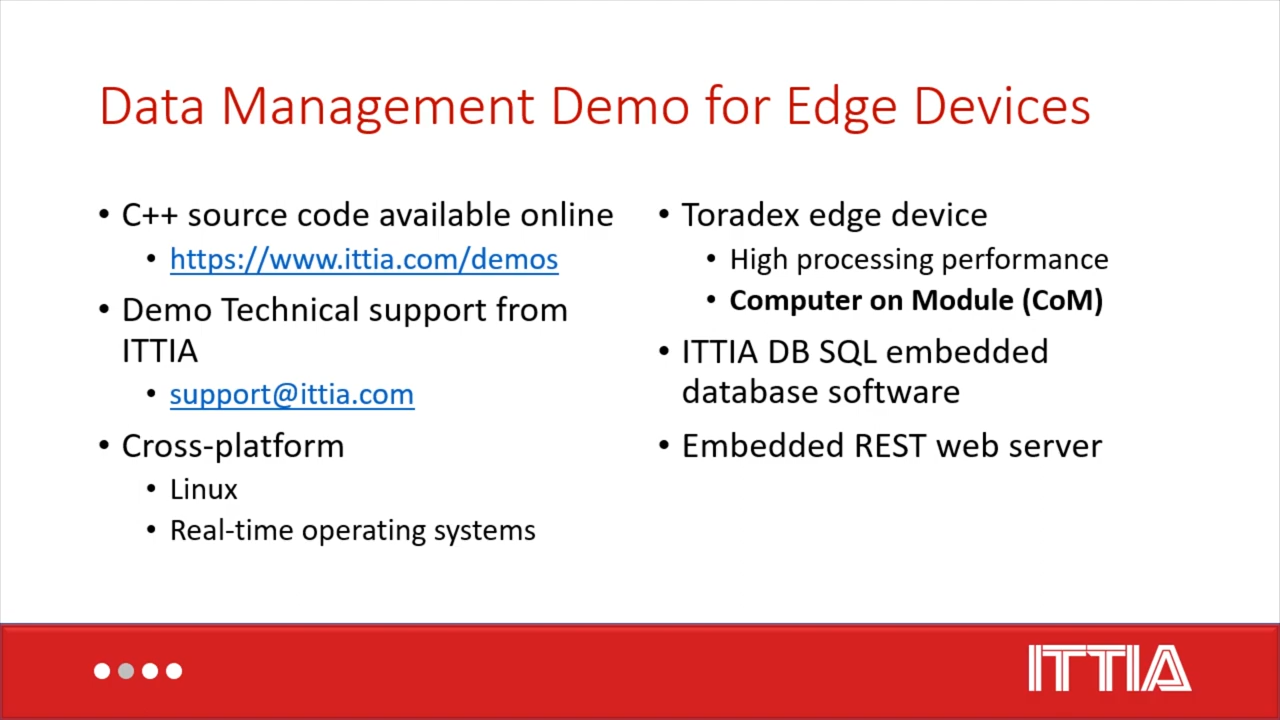 Data Management Demo for Edge Devices
• C++ source code available online
• https://www.ittia.com/demos
• Demo Technical support from
ITTIA
• support@ittia.com
• Cross-platform
• Linux
• Real-time operating systems
• Toradex edge device
• High processing performance
• Computer on Module (CoM)
• ITTIA DB SQL embedded
database software
• Embedded REST web server
ITTIA